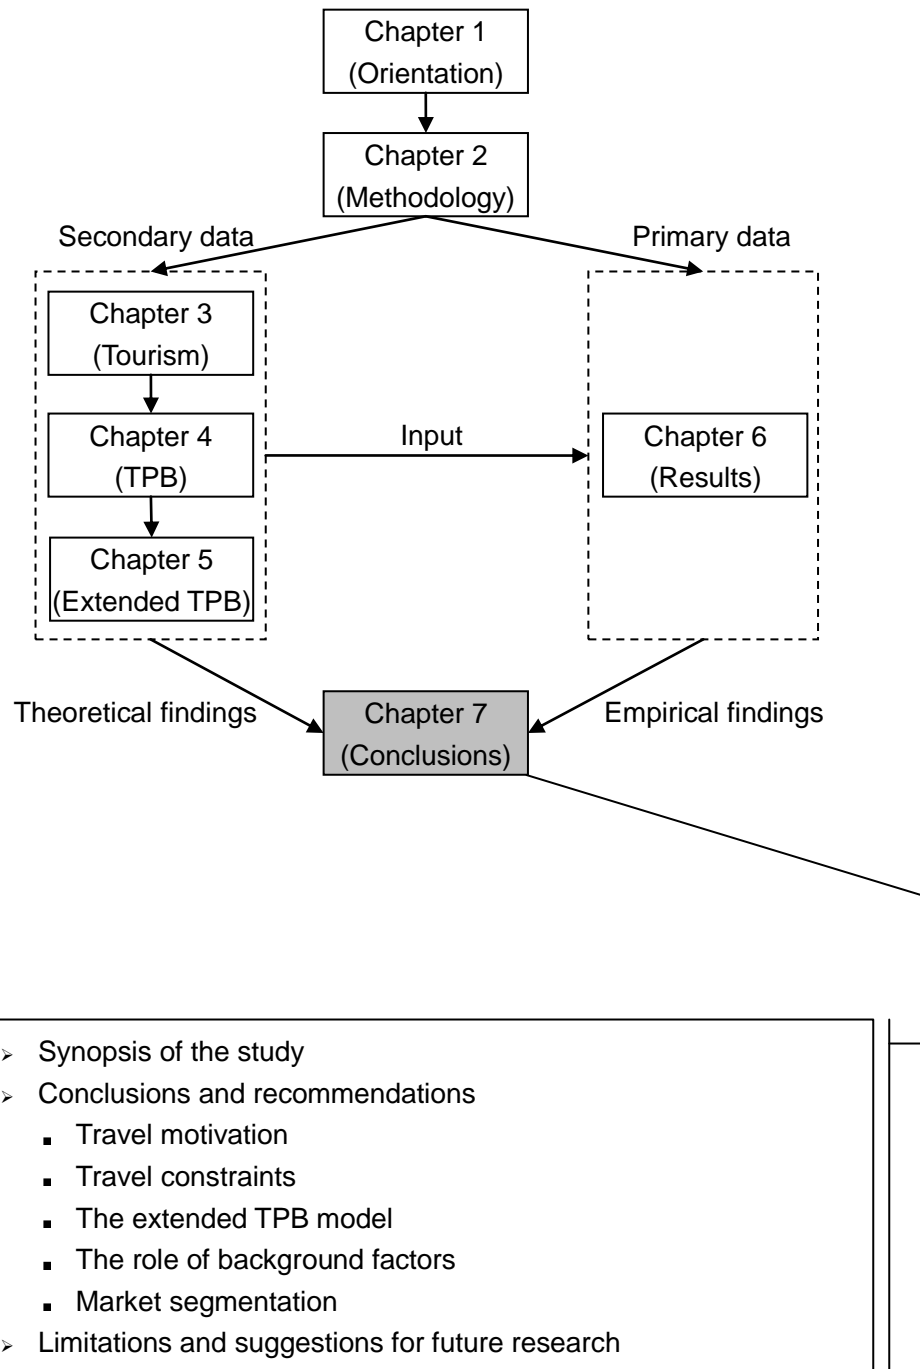 Chapter 1
(Orientation)
Chapter 2
(Methodology)
Secondary data
Primary data
Chapter 3
(Tourism)
Chapter 4
(TPB)
Input
Chapter 6
(Results)
Chapter 5
(Extended TPB)
Theoretical findings
Chapter 7
(Conclusions)
Empirical findings
➢ Synopsis of the study
➢ Conclusions and recommendations
▪ Travel motivation
▪ Travel constraints
▪ The extended TPB model
▪ The role of background factors
▪ Market segmentation
➢ Limitations and suggestions for future research